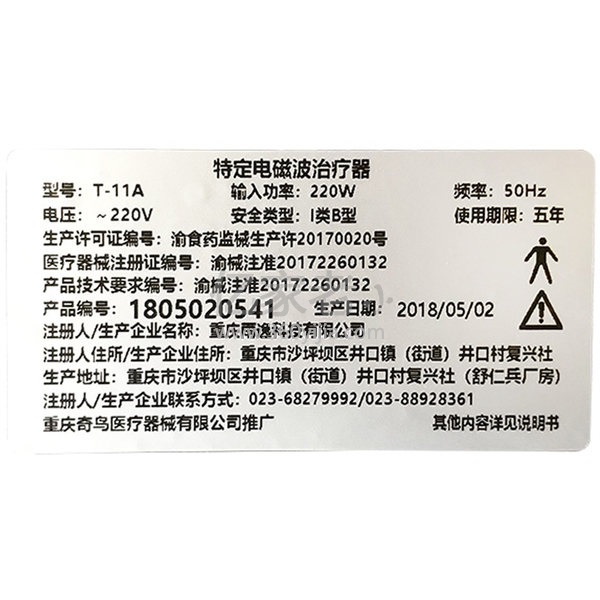 特定电磁波治疗器
型号：T-11A 输入功率：220W 频率：50Hz
电压：~220V 安全类型：I类B型 使用期限：五年
生产许可证编号：渝食药监械生产许20170020号
医疗器械注册证编号：渝械注准20172260132
产品技术要求编号：渝械注准20172260132
产品编号：1805020541 生产日期：2018/05/02
注册人/生产企业名称：重庆雨逸科技有限公司
注册人住所/生产企业住所：重庆市沙坪坝区井口镇（街道）井口村复兴社
生产地址：重庆市沙坪坝区井口镇（街道）井口村复兴社（舒仁兵厂房）
注册人/生产企业联系方式：023-68279992/023-88928361
重庆奇鸟医疗器械有限公司推广 其他内容详见说明书